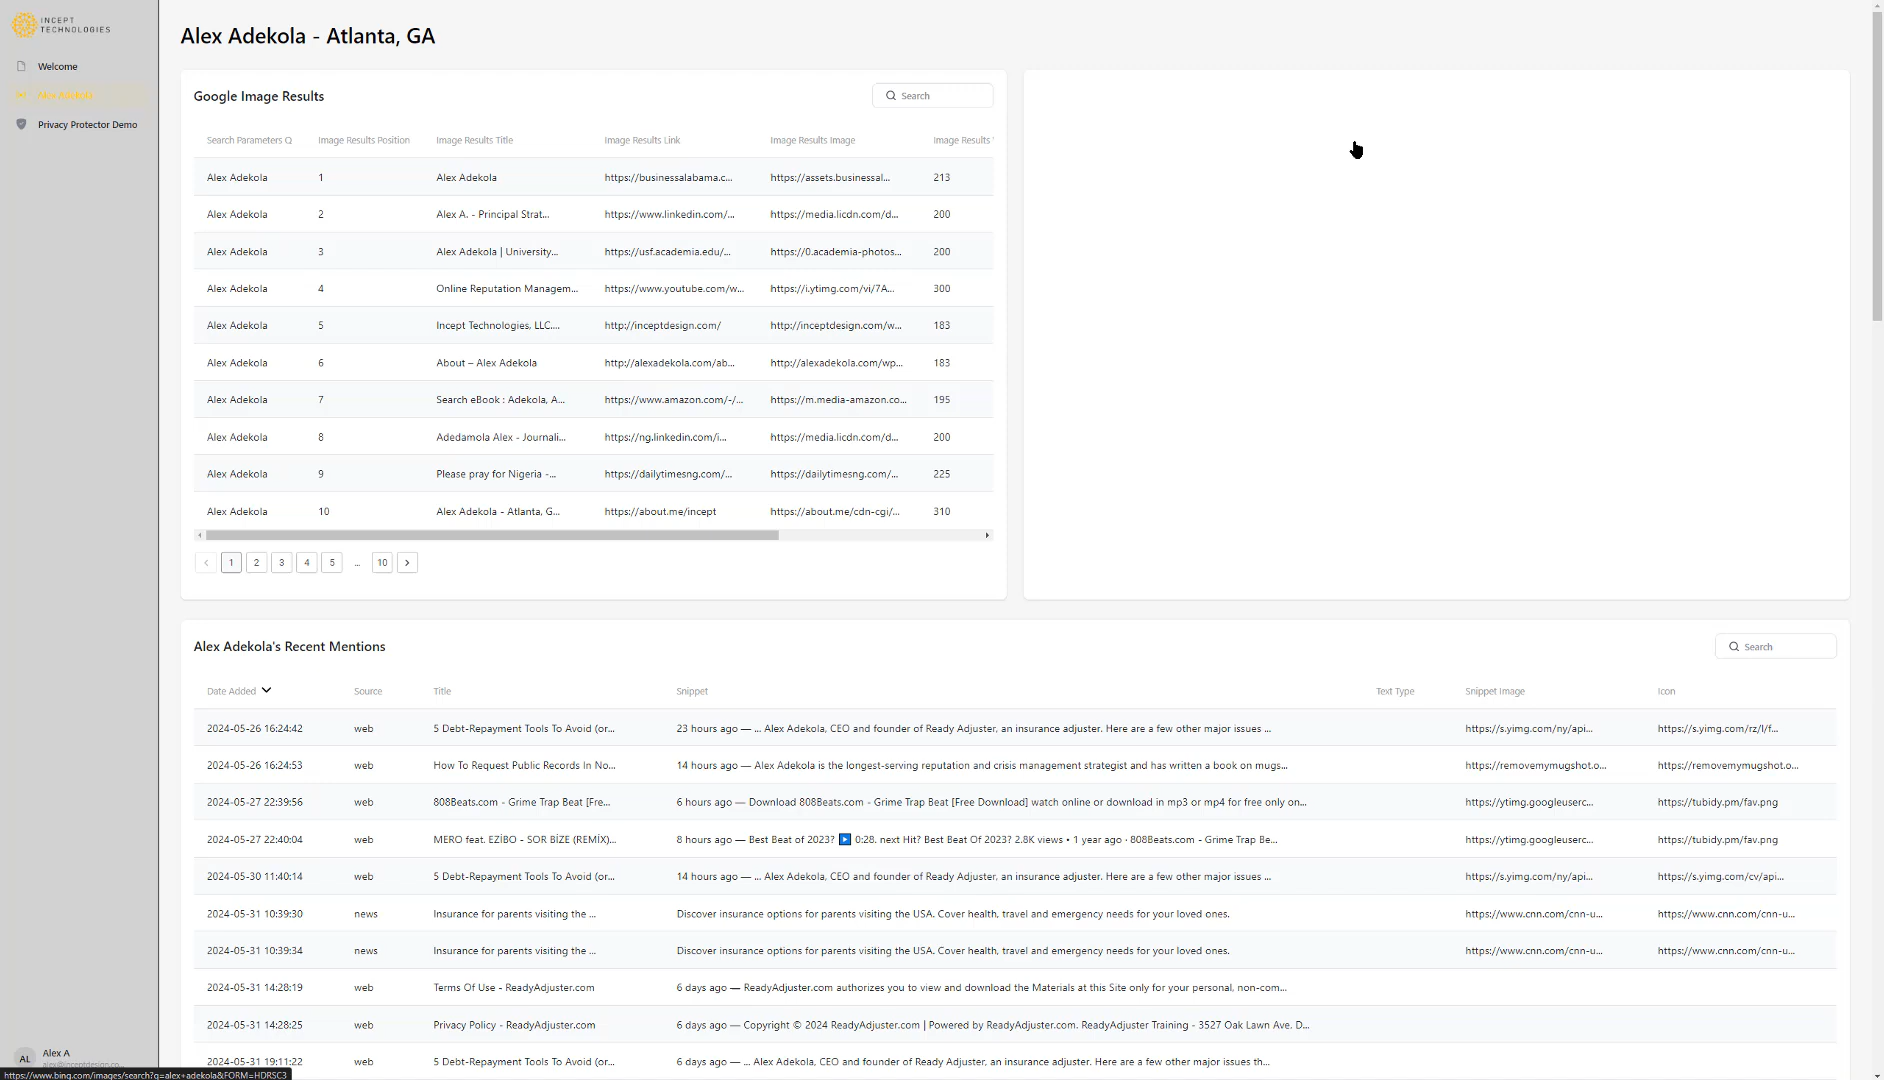 INCEPT
TECHNOLOGIES
Welcome
Alex Adekola
Privacy Protector Demo
Alex Adekola - Atlanta, GA
Google Image Results
Search
Search Parameters Q Image Results Position Image Results Title Image Results Link Image Results Image Image Results
Alex Adekola 1 Alex Adekola https://businessalabama.c... https://assets.businessal... 213
Alex Adekola 2 Alex A. - Principal Strat... https://www.linkedin.com/... https://media.licdn.com/d... 200
Alex Adekola 3 Alex Adekola | University... https://usf.academia.edu/... https://0.academia-photos... 200
Alex Adekola 4 Online Reputation Managem... https://www.youtube.com/w... https://i.ytimg.com/vi/7A... 300
Alex Adekola 5 Incept Technologies, LLC.... http://inceptdesign.com/ http://inceptdesign.com/w... 183
Alex Adekola 6 About – Alex Adekola http://alexadekola.com/ab... http://alexadekola.com/wp... 183
Alex Adekola 7 Search eBook : Adekola, A... https://www.amazon.com/-/... https://m.media-amazon.co... 195
Alex Adekola 8 Adedamola Alex - Journali... https://ng.linkedin.com/i... https://media.licdn.com/d... 200
Alex Adekola 9 Please pray for Nigeria -... https://dailytimesng.com/... https://dailytimesng.com/... 225
Alex Adekola 10 Alex Adekola - Atlanta, G... https://about.me/incept https://about.me/cdn-cgi/... 310
1 2 3 4 5 ... 10
Alex Adekola's Recent Mentions
Search
Date Added Source Title Snippet Text Type Snippet Image Icon
2024-05-26 16:24:42 web 5 Debt-Repayment Tools To Avoid (or... 23 hours ago — ... Alex Adekola, CEO and founder of Ready Adjuster, an insurance adjuster. Here are a few other major issues ... https://s.yimg.com/ny/api... https://s.yimg.com/rz/l/f...
2024-05-26 16:24:53 web How To Request Public Records In No... 14 hours ago — Alex Adekola is the longest-serving reputation and crisis management strategist and has written a book on mugs... https://removemymugshot.o... https://removemymugshot.o...
2024-05-27 22:39:56 web 808Beats.com - Grime Trap Beat [Fre... 6 hours ago — Download 808Beats.com - Grime Trap Beat [Free Download] watch online or download in mp3 or mp4 for free only on... https://ytimg.googleuserc... https://tubidy.pm/fav.png
2024-05-27 22:40:04 web MERO feat. EZİBO - SOR BİZE (REMİX)... 8 hours ago — Best Beat of 2023? ▶ 0:28. next Hit? Best Beat Of 2023? 2.8K views • 1 year ago · 808Beats.com - Grime Trap Be... https://ytimg.googleuserc... https://tubidy.pm/fav.png
2024-05-30 11:40:14 web 5 Debt-Repayment Tools To Avoid (or... 14 hours ago — ... Alex Adekola, CEO and founder of Ready Adjuster, an insurance adjuster. Here are a few other major issues ... https://s.yimg.com/ny/api... https://s.yimg.com/cv/api...
2024-05-31 10:39:30 news Insurance for parents visiting the ... Discover insurance options for parents visiting the USA. Cover health, travel and emergency needs for your loved ones. https://www.cnn.com/cnn-u... https://www.cnn.com/cnn-u...
2024-05-31 10:39:34 news Insurance for parents visiting the ... Discover insurance options for parents visiting the USA. Cover health, travel and emergency needs for your loved ones. https://www.cnn.com/cnn-u... https://www.cnn.com/cnn-u...
2024-05-31 14:28:19 web Terms Of Use - ReadyAdjuster.com 6 days ago — ReadyAdjuster.com authorizes you to view and download the Materials at this Site only for your personal, non-com...
2024-05-31 14:28:25 web Privacy Policy - ReadyAdjuster.com 6 days ago — Copyright © 2024 ReadyAdjuster.com | Powered by ReadyAdjuster.com. ReadyAdjuster Training - 3527 Oak Lawn Ave. D...
2024-05-31 19:11:22 web 5 Debt-Repayment Tools To Avoid (or... 6 days ago — ... Alex Adekola, CEO and founder of Ready Adjuster, an insurance adjuster. Here are a few other major issues th...
AL Alex A
https://www.bing.com/images/search?q=alex+adekola&FORM=HDRSC3